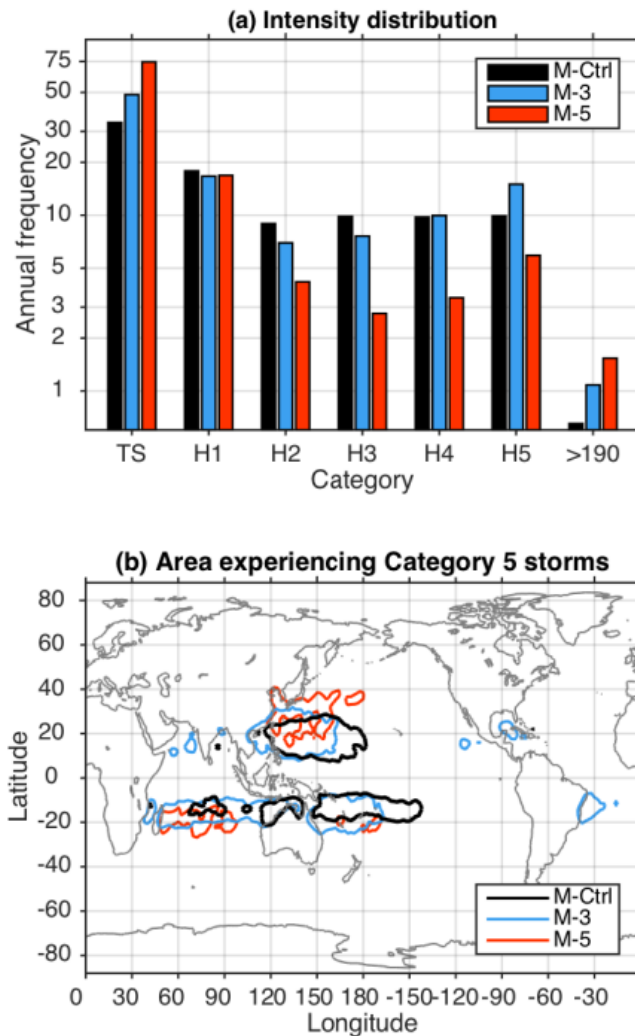 (a) Intensity distribution
75
50
30
20
10
5
3
2
1
Annual frequency
M-Ctrl
M-3
M-5
TS H1 H2 H3 H4 H5 >190
Category
(b) Area experiencing Category 5 storms
80
60
40
20
0
-20
-40
-60
-80
Latitude
M-Ctrl
M-3
M-5
0 30 60 90 120 150 180 -150 -120 -90 -60 -30
Longitude